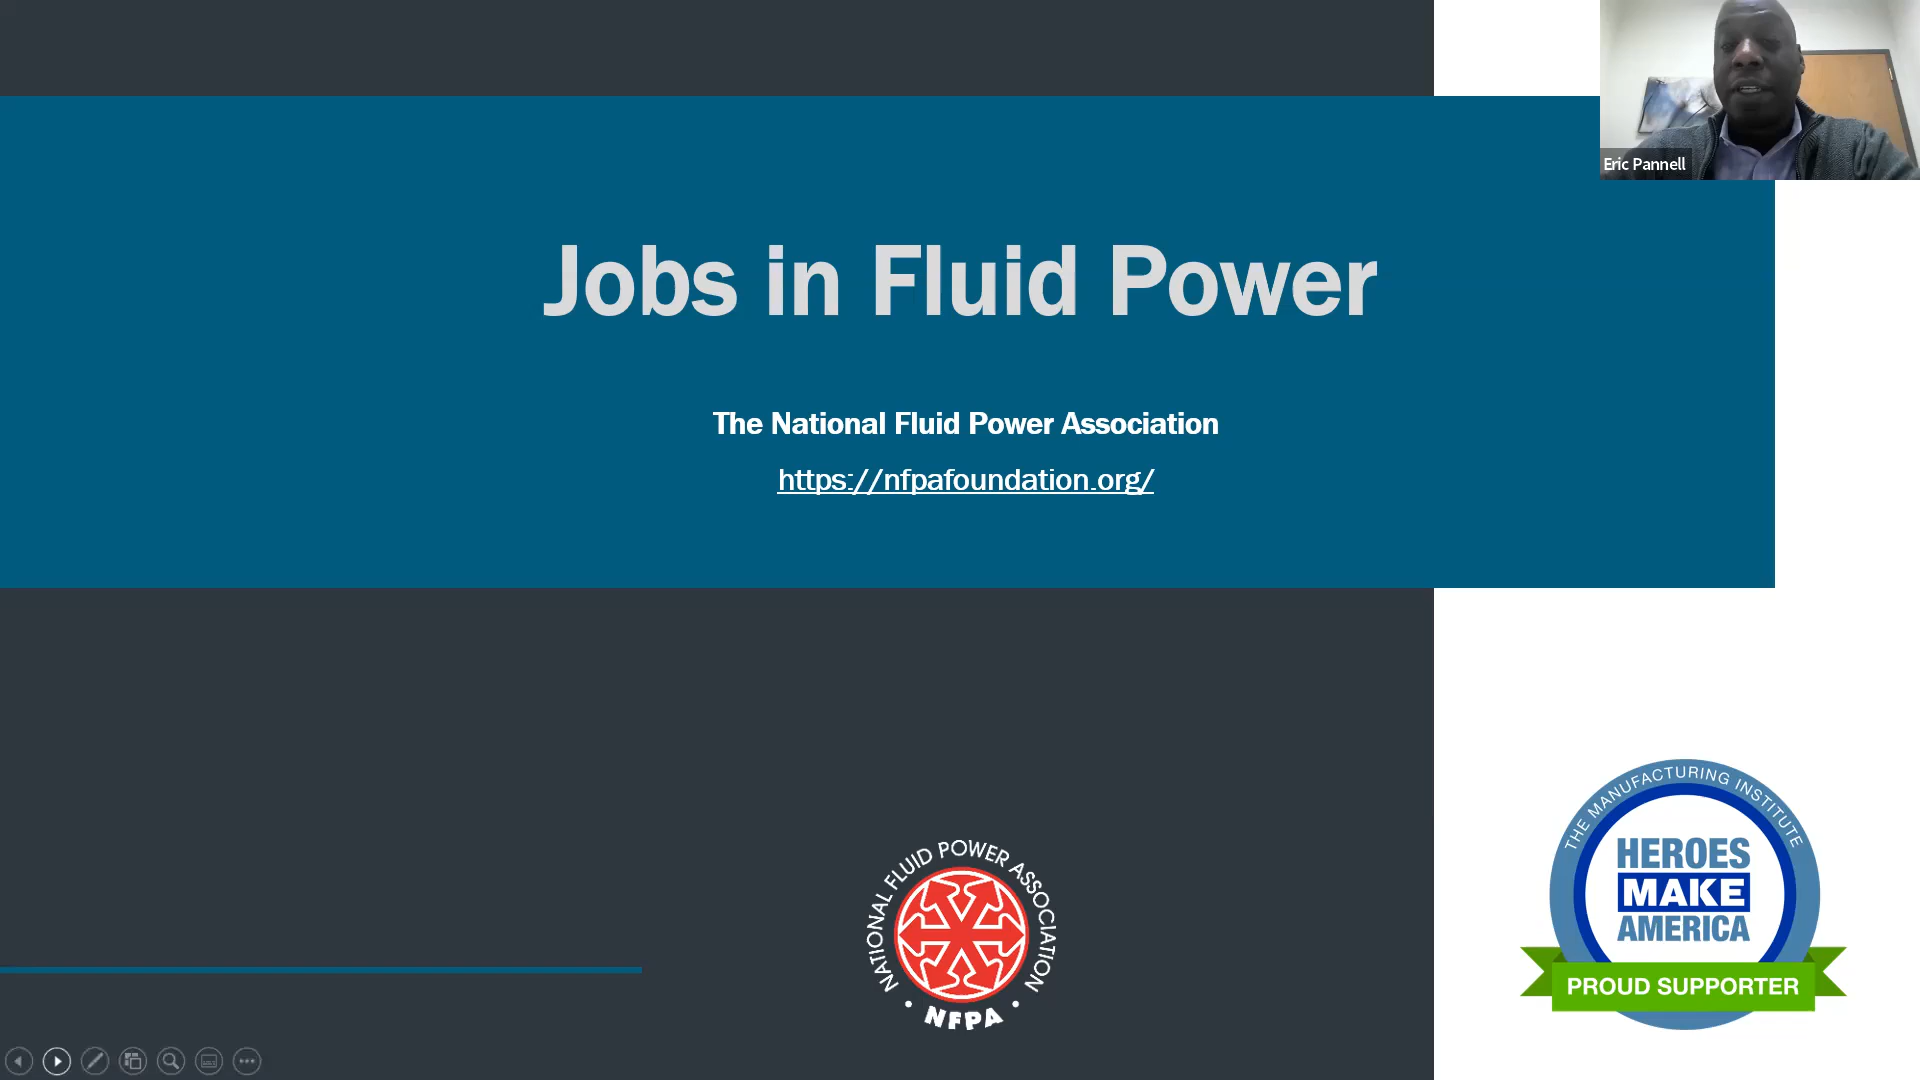 Eric Pannell
Jobs in Fluid Power
The National Fluid Power Association
https://nfpafoundation.org/
NATIONAL FLUID POWER ASSOCIATION
• NFPA •
THE MANUFACTURING INSTITUTE
HEROES
MAKE
AMERICA
PROUD SUPPORTER